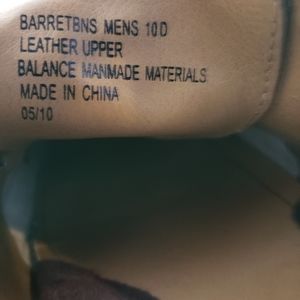 BARRETBNS MENS 10D
LEATHER UPPER
BALANCE MANMADE MATERIALS
MADE IN CHINA
05/10